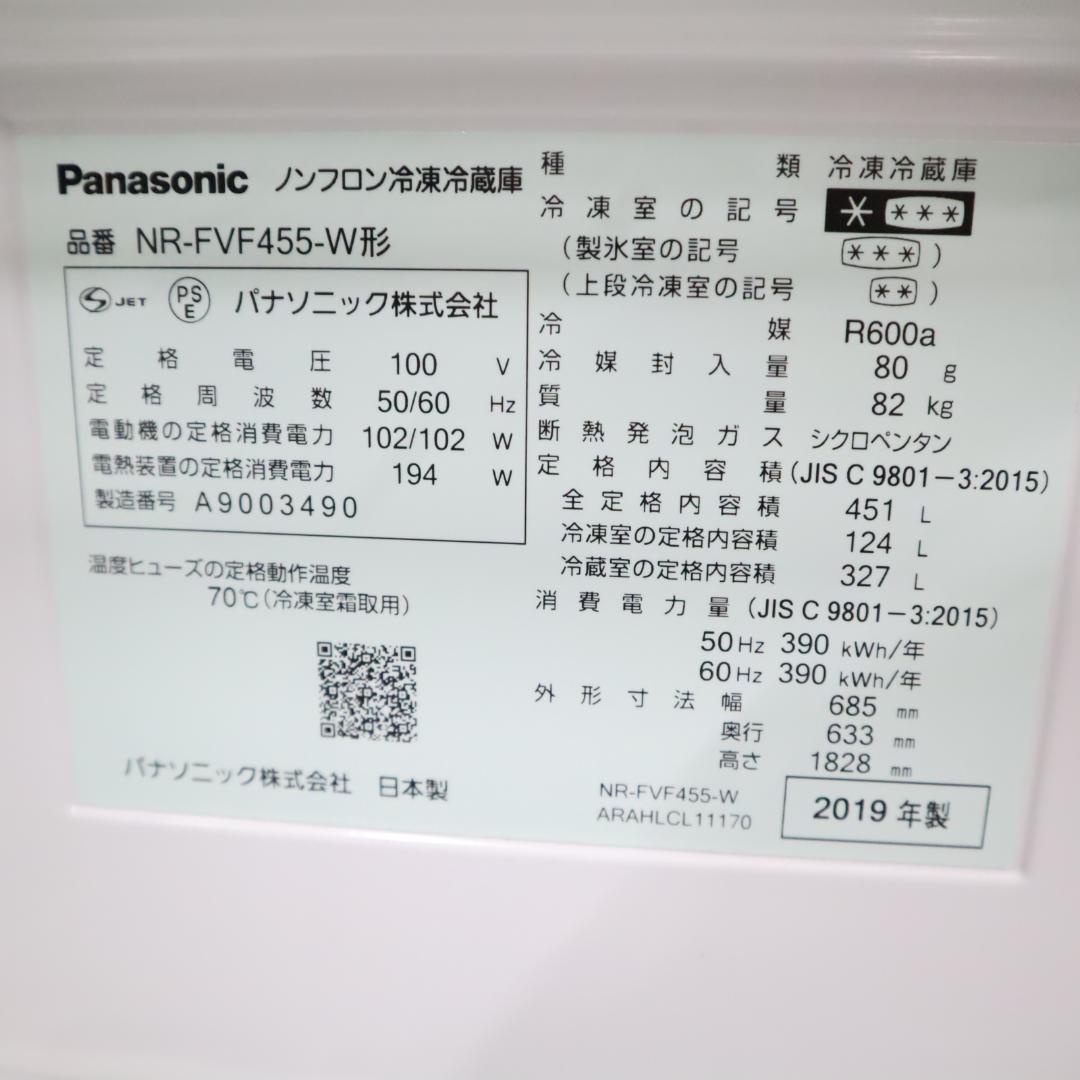 Panasonic ノンフロン冷凍冷蔵庫
品番 NR-FVF455-W形
S JET PSE パナソニック株式会社
定格電圧 100 V
定格周波数 50/60 Hz
電動機の定格消費電力 102/102 W
電熱装置の定格消費電力 194 W
製造番号 A9003490
温度ヒューズの定格動作温度
70℃(冷凍室霜取用)
パナソニック株式会社 日本製
種類 冷凍冷蔵庫
冷凍室の記号 * ***
(製氷室の記号 ***)
(上段冷凍室の記号 **)
冷媒 R600a
冷媒封入量 80 g
質量 82 kg
断熱発泡ガス シクロペンタン
定格内容積(JIS C 9801-3:2015)
全定格内容積 451 L
冷凍室の定格内容積 124 L
冷蔵室の定格内容積 327 L
消費電力量(JIS C 9801-3:2015)
50Hz 390 kWh/年
60Hz 390 kWh/年
外形寸法 幅 685 mm
奥行 633 mm
高さ 1828 mm
NR-FVF455-W
ARAHLCL11170
2019年製